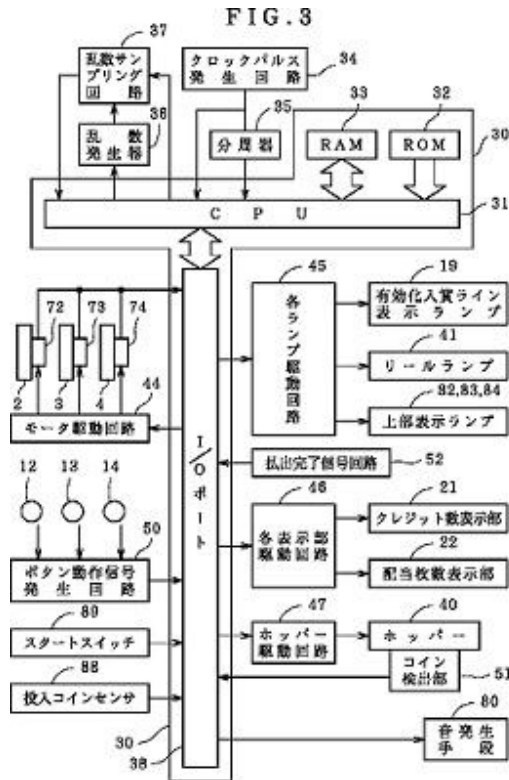 FIG.3
37
乱数サン
プリング
回路
クロックパルス
発生回路
34
36
乱数
発生器
35
分周器
33
RAM
32
ROM
30
CPU
31
72
73
74
2
3
4
44
モータ駆動回路
12
13
14
50
ボタン動作信号
発生回路
89
スタートスイッチ
88
投入コインセンサ
30
38
I/Oポート
45
各ランプ駆動回路
19
有効化入賞ライン
表示ランプ
41
リールランプ
82,83,84
上部表示ランプ
払出完了信号回路
52
46
各表示部
駆動回路
21
クレジット数表示部
22
配当枚数表示部
47
ホッパー
駆動回路
40
ホッパー
コイン
検出部
51
80
音発生
手段